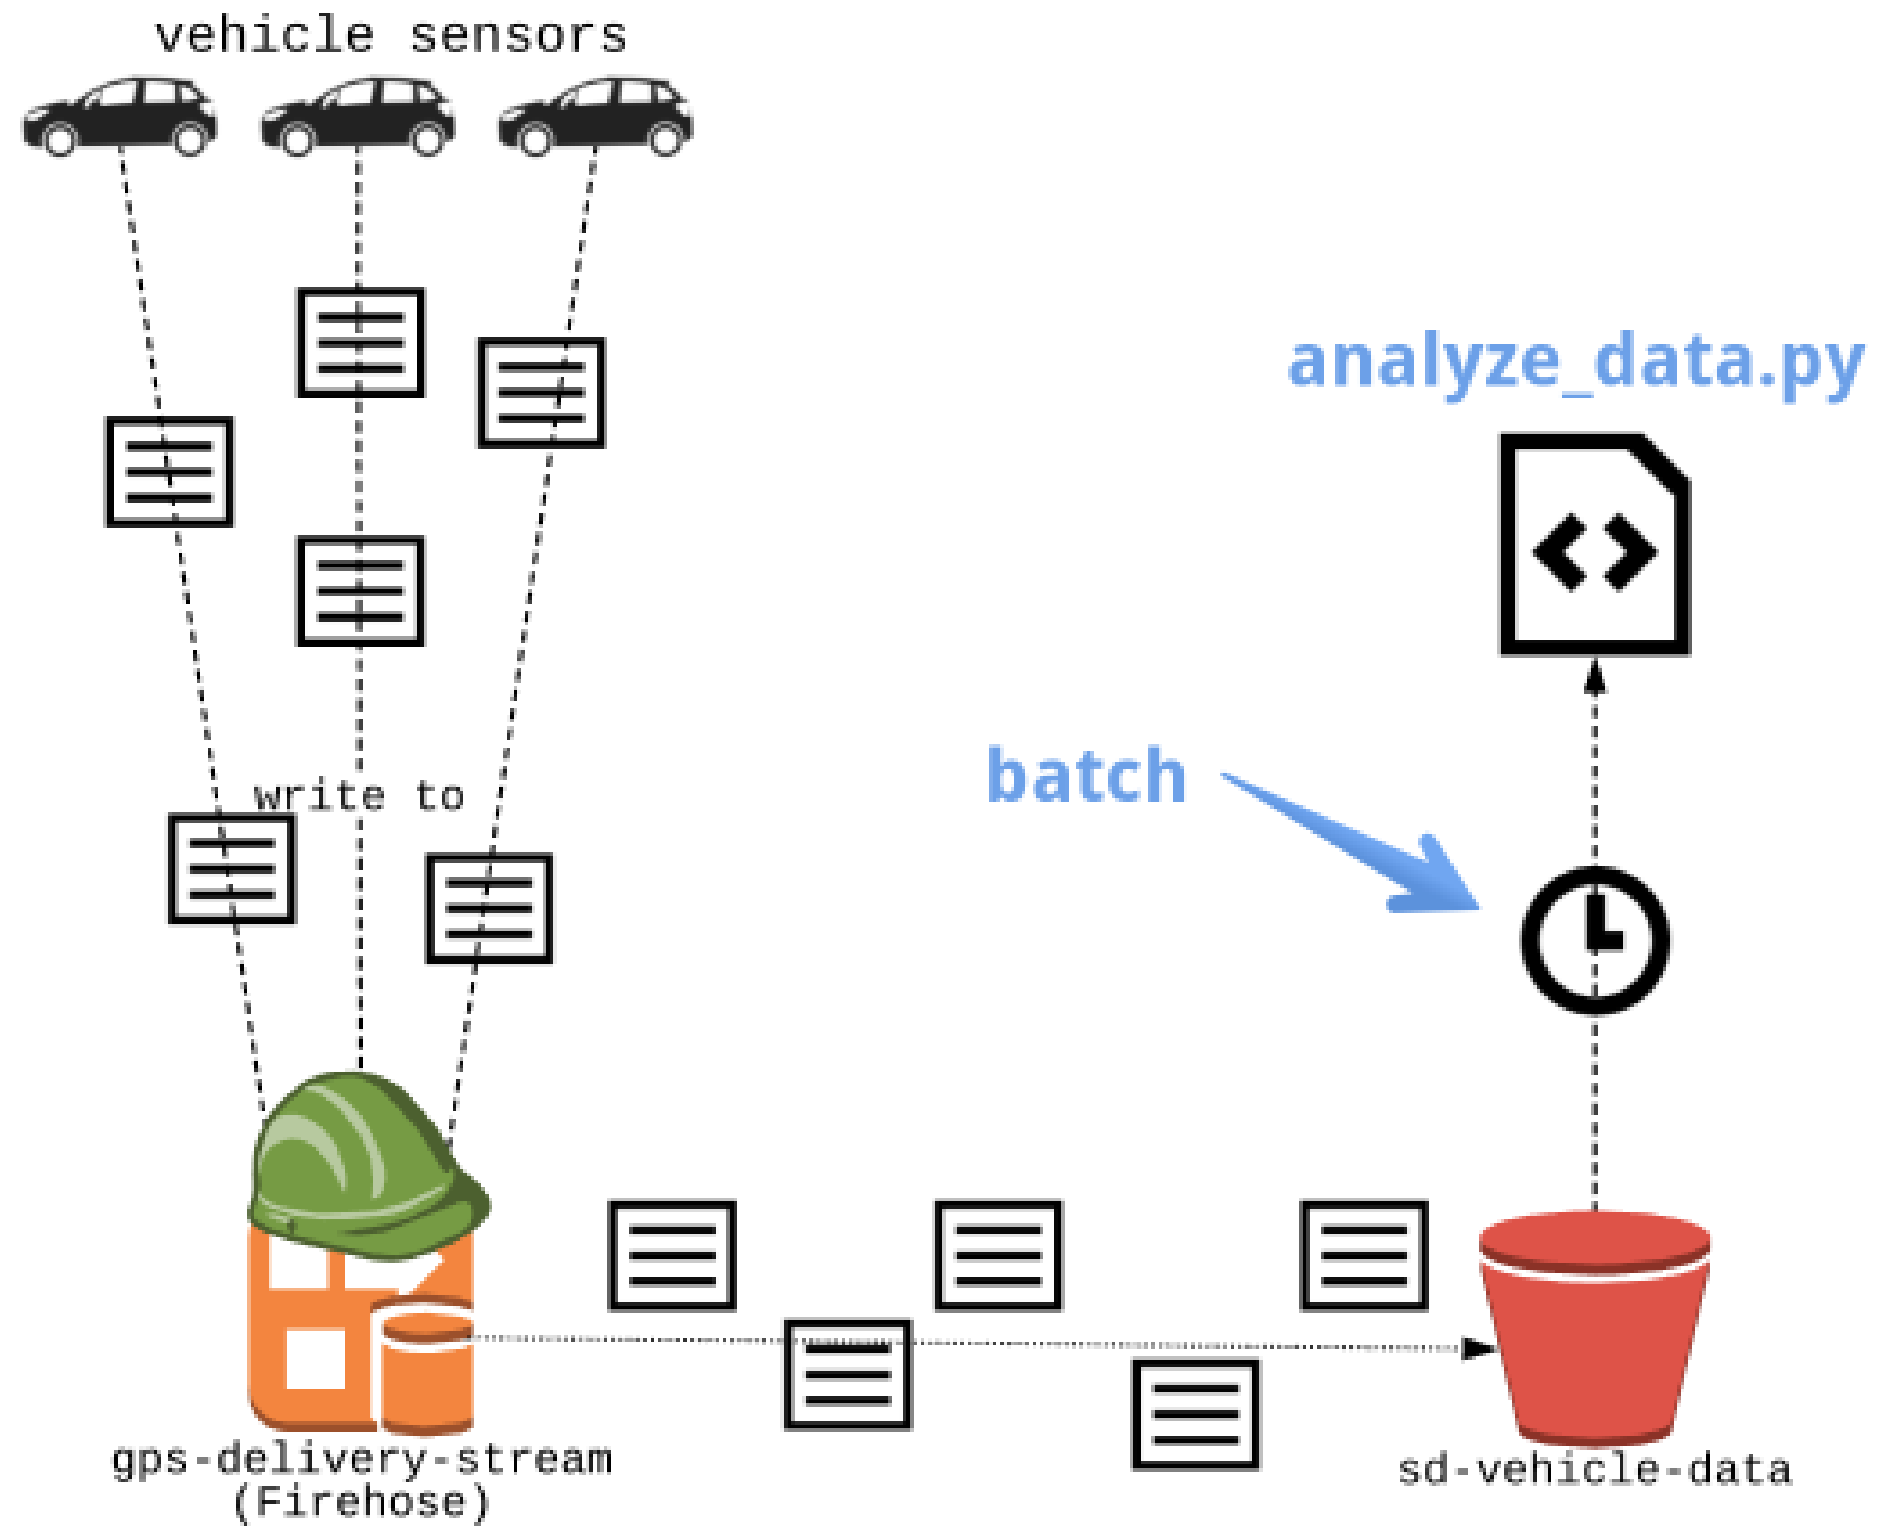 vehicle sensors
analyze_data.py
batch
write to
gps-delivery-stream
(Firehose)
sd-vehicle-data